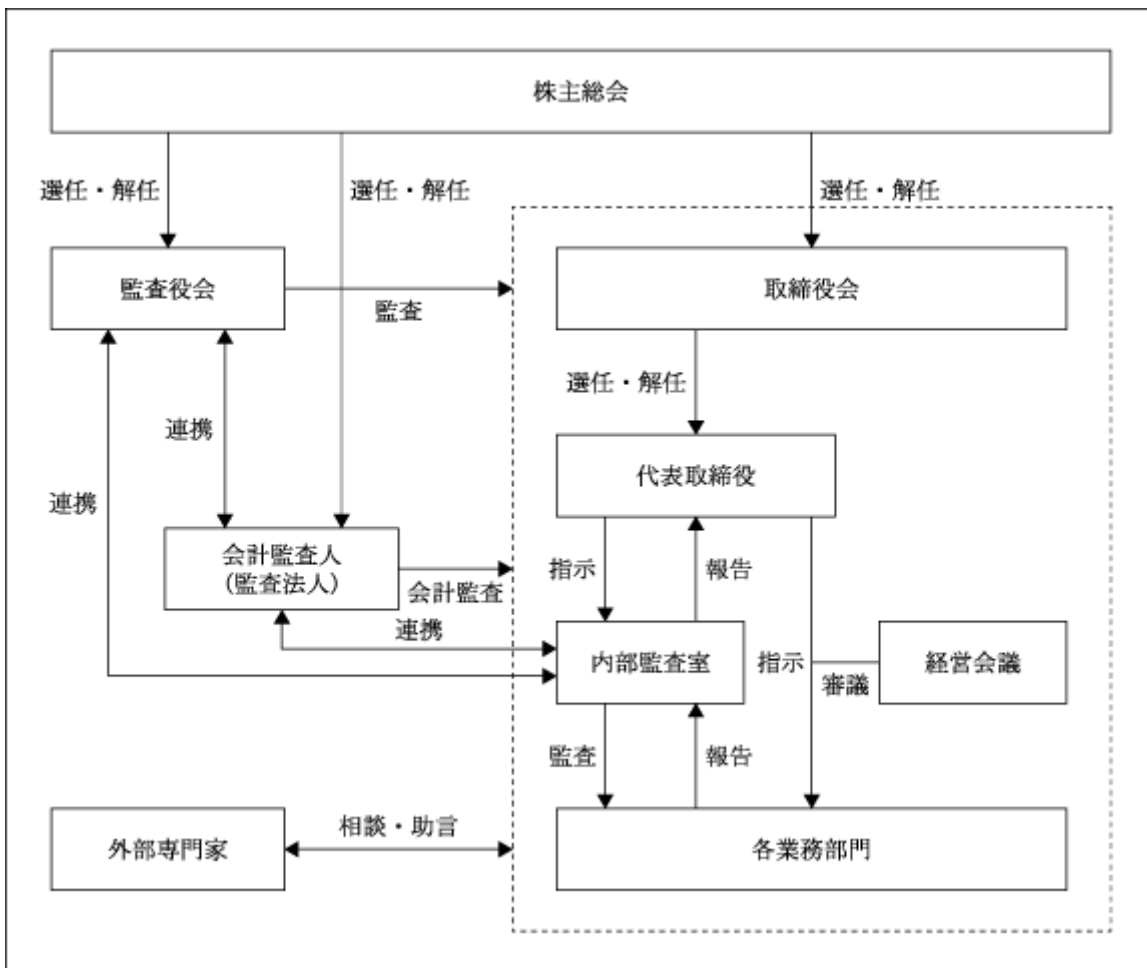 株主総会
選任・解任
選任・解任
選任・解任
監査役会
監査
取締役会
選任・解任
連携
代表取締役
連携
会計監査人
(監査法人)
会計監査
指示
報告
連携
内部監査室
指示
審議
経営会議
監査
報告
外部専門家
相談・助言
各業務部門